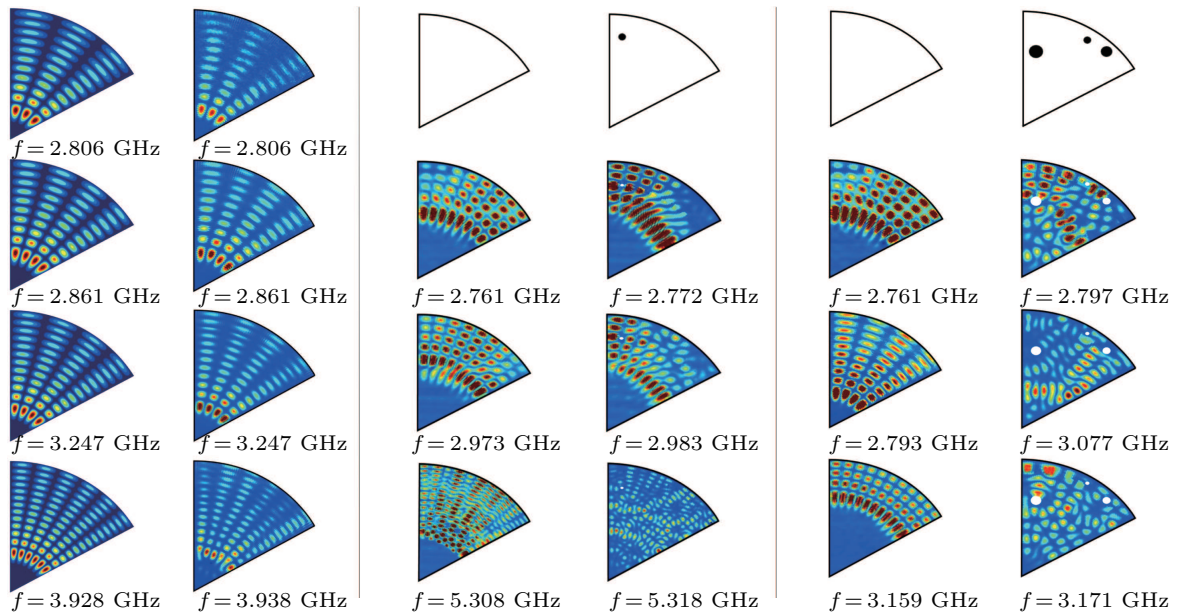 f = 2.806 GHz f = 2.806 GHz
f = 2.861 GHz f = 2.861 GHz f = 2.761 GHz f = 2.772 GHz f = 2.761 GHz f = 2.797 GHz
f = 3.247 GHz f = 3.247 GHz f = 2.973 GHz f = 2.983 GHz f = 2.793 GHz f = 3.077 GHz
f = 3.928 GHz f = 3.938 GHz f = 5.308 GHz f = 5.318 GHz f = 3.159 GHz f = 3.171 GHz